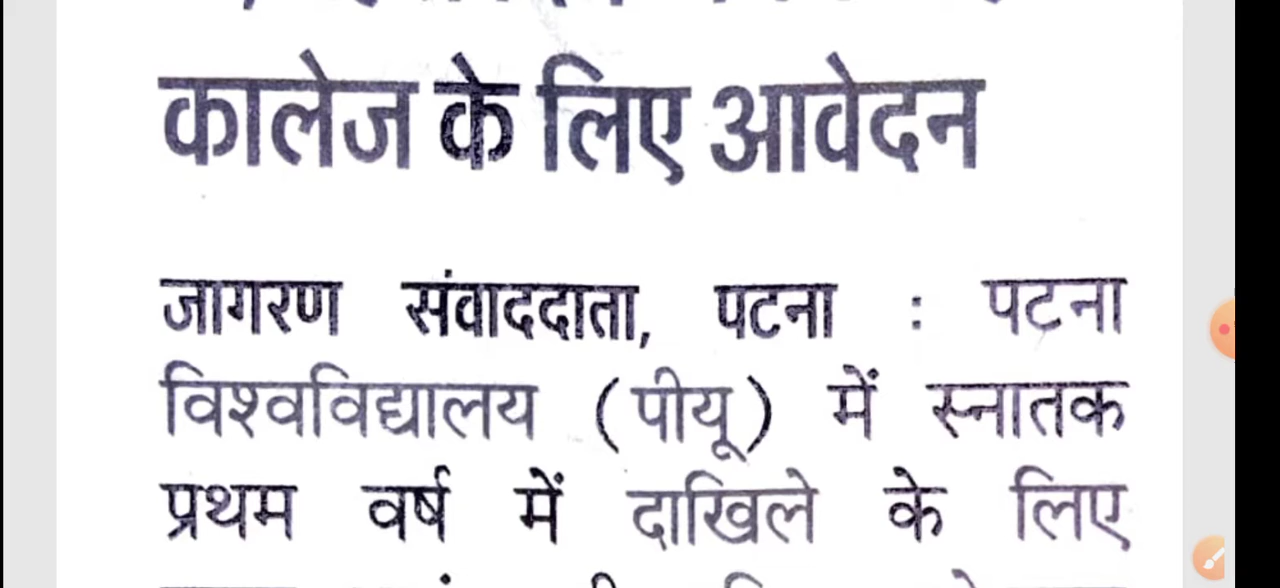 कालेज के लिए आवेदन
जागरण संवाददाता, पटना : पटना
विश्वविद्यालय (पीयू) में स्नातक
प्रथम वर्ष में दाखिले के लिए